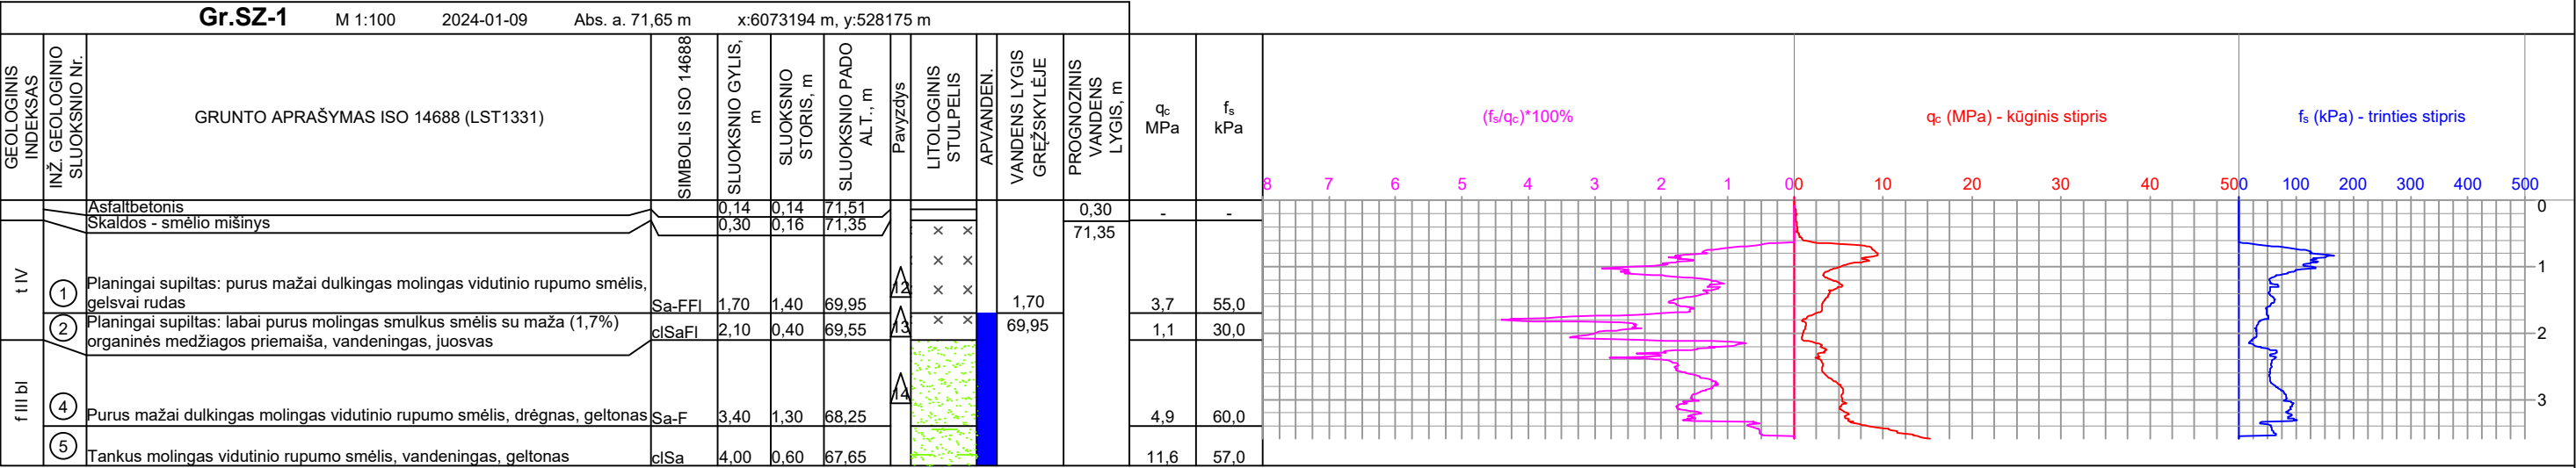 Gr.SZ-1 M 1:100 2024-01-09 Abs. a. 71,65 m x:6073194 m, y:528175 m
GEOLOGINIS
INDEKSAS
INŽ. GEOLOGINIO
SLUOKSNIO Nr.
GRUNTO APRAŠYMAS ISO 14688 (LST1331)
SIMBOLIS ISO 14688
SLUOKSNIO GYLIS,
m
SLUOKSNIO
STORIS, m
SLUOKSNIO PADO
ALT., m
Pavyzdys
LITOLOGINIS
STULPELIS
APVANDEN.
VANDENS LYGIS
GRĘŽSKYLĖJE
PROGNOZINIS
VANDENS
LYGIS, m
qc
MPa
fs
kPa
(fs/qc)*100%
qc (MPa) - kūginis stipris
fs (kPa) - trinties stipris
8 7 6 5 4 3 2 1 0
0 10 20 30 40 50
0 100 200 300 400 500
Asfaltbetonis 0,14 0,14 71,51
0,30
71,35
- -
Skaldos - smėlio mišinys 0,30 0,16 71,35
t IV
1
Planingai supiltas: purus mažai dulkingas molingas vidutinio rupumo smėlis,
gelsvai rudas Sa-FFl 1,70 1,40 69,95
12
1,70
69,95
3,7 55,0
2
Planingai supiltas: labai purus molingas smulkus smėlis su maža (1,7%)
organinės medžiagos priemaiša, vandeningas, juosvas clSaFl 2,10 0,40 69,55
13
1,1 30,0
f III bl
4
Purus mažai dulkingas molingas vidutinio rupumo smėlis, drėgnas, geltonas Sa-F 3,40 1,30 68,25
14
4,9 60,0
5
Tankus molingas vidutinio rupumo smėlis, vandeningas, geltonas clSa 4,00 0,60 67,65
11,6 57,0
0
1
2
3